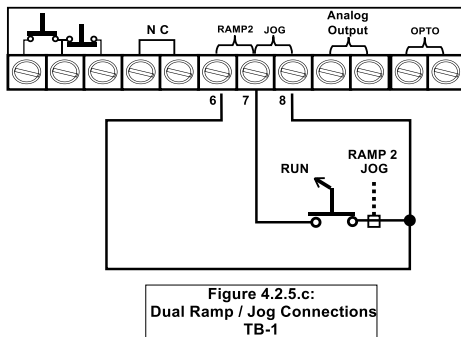 N C
RAMP2
JOG
Analog
Output
OPTO
6
7
8
RUN
RAMP 2
JOG
Figure 4.2.5.c:
Dual Ramp / Jog Connections
TB-1